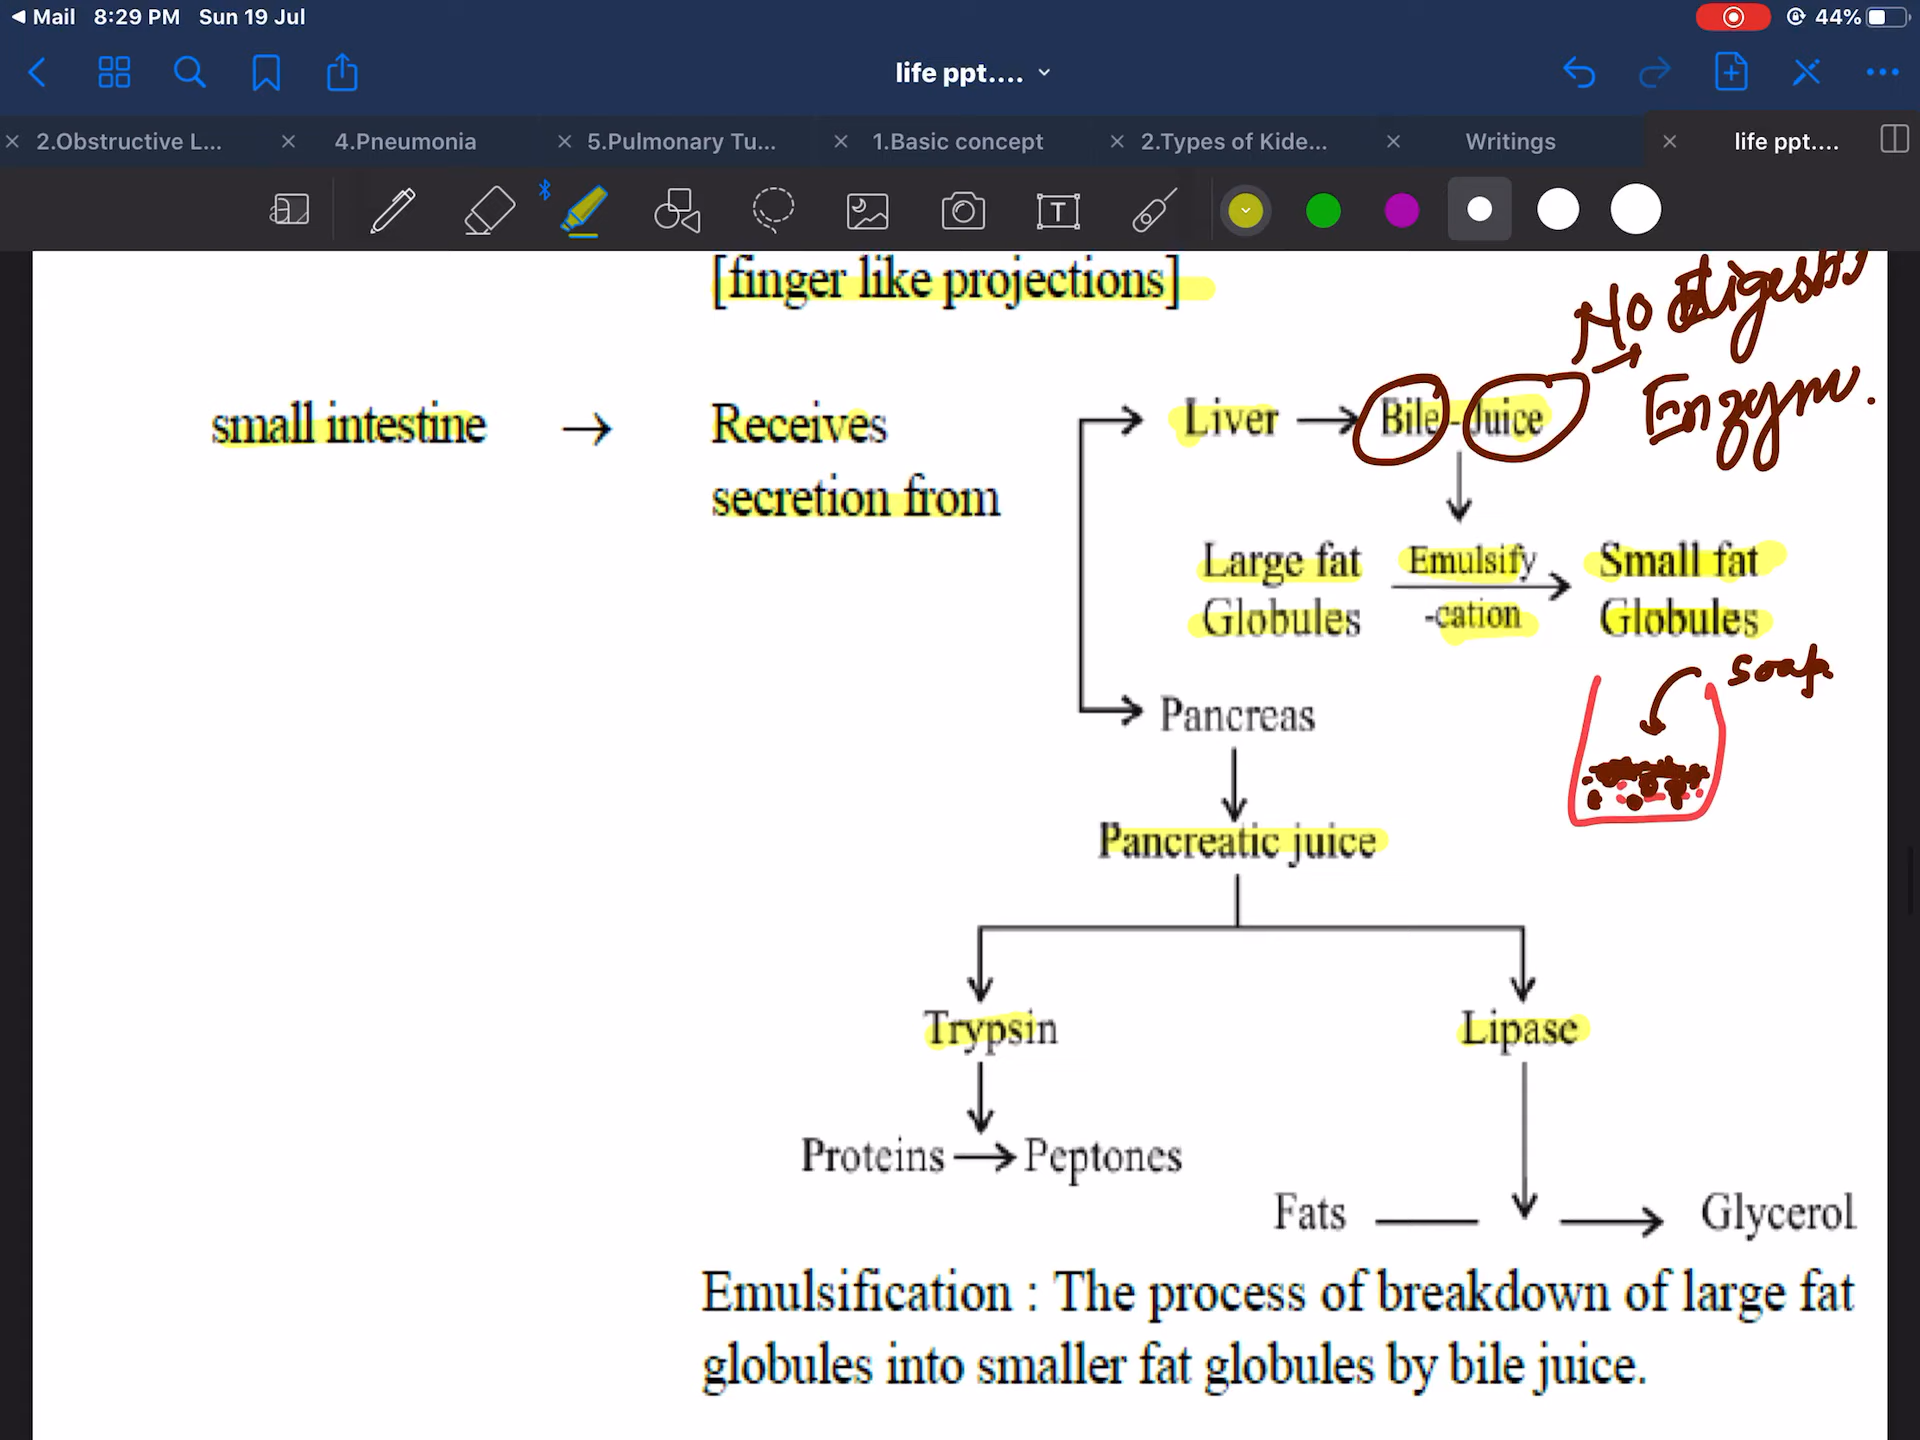 Mail 8:29 PM Sun 19 Jul 44%
life ppt....
2.Obstructive L... 4.Pneumonia 5.Pulmonary Tu... 1.Basic concept 2.Types of Kide... Writings life ppt....
[finger like projections]
No
Enzym.
small intestine → Receives
secretion from
Liver → Bile - Juice
Large fat Emulsify Small fat
Globules -cation Globules
soap
Pancreas
Pancreatic juice
Trypsin Lipase
Proteins → Peptones
Fats → Glycerol
Emulsification : The process of breakdown of large fat
globules into smaller fat globules by bile juice.